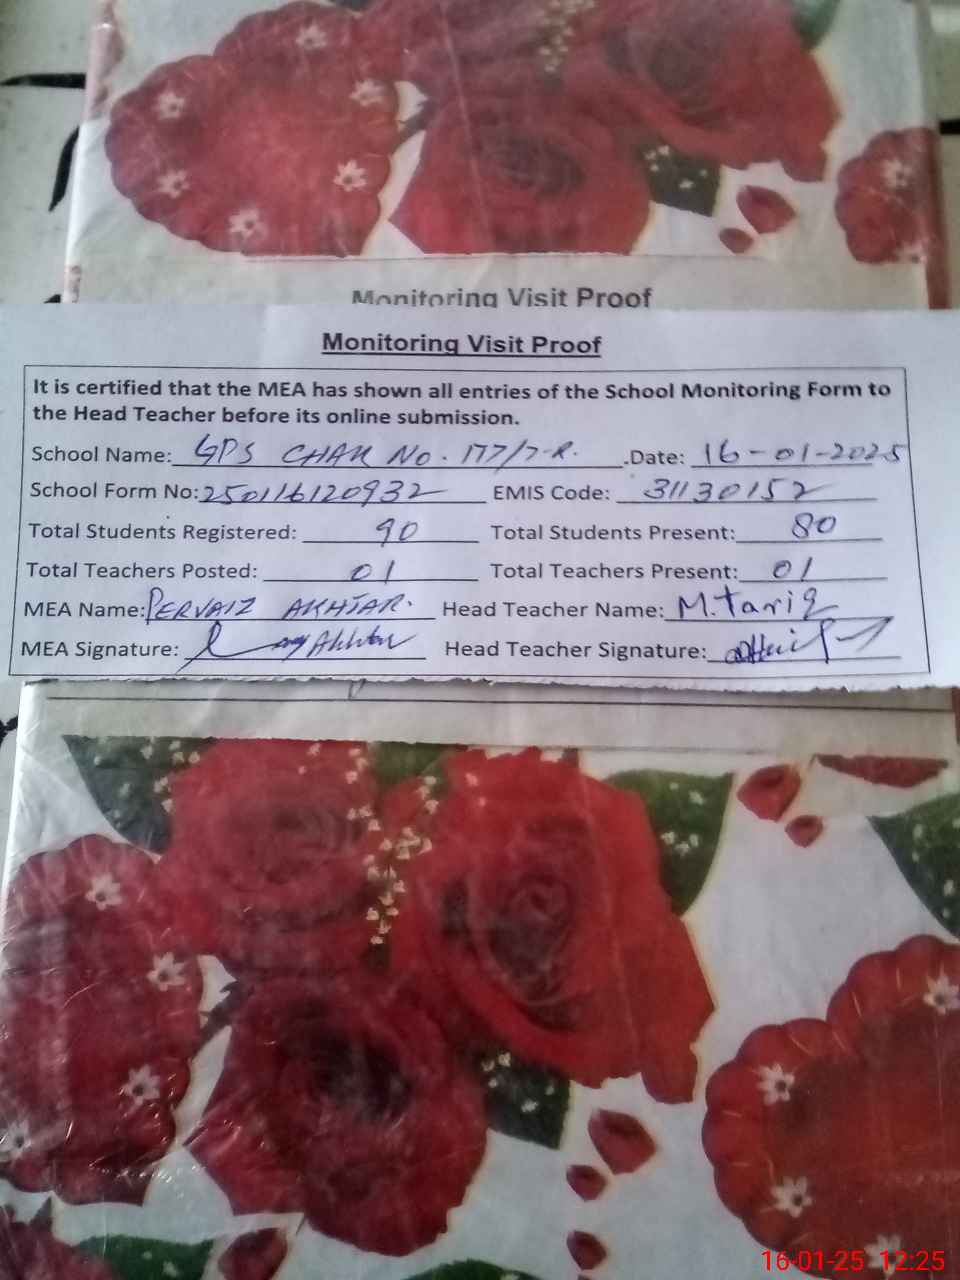 Monitoring Visit Proof
Monitoring Visit Proof
It is certified that the MEA has shown all entries of the School Monitoring Form to
the Head Teacher before its online submission.
School Name: GPS CHAK No. 177/7-R. .Date: 16-01-2025
School Form No: 250116120932 EMIS Code: 31130152
Total Students Registered: 90 Total Students Present: 80
Total Teachers Posted: 01 Total Teachers Present: 01
MEA Name: PERVAIZ AKHTAR. Head Teacher Name: M.tariq
MEA Signature: Head Teacher Signature:
16-01-25 12:25